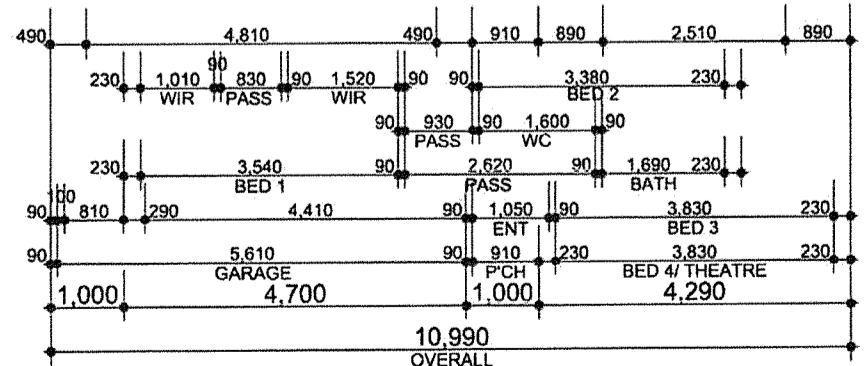 490 4,810 490 910 890 2,510 890
90
230 1,010 830 90 1,520 90 90 3,380 230
WIR PASS WIR BED 2
90 930 90 1,600 90
PASS WC
230 3,540 90 2,620 90 1,690 230
BED 1 PASS BATH
100
90 810 290 4,410 90 1,050 90 3,830 230
ENT BED 3
90 5,610 90 910 230 3,830 230
GARAGE P'CH BED 4/ THEATRE
1,000 4,700 1,000 4,290
10,990
OVERALL